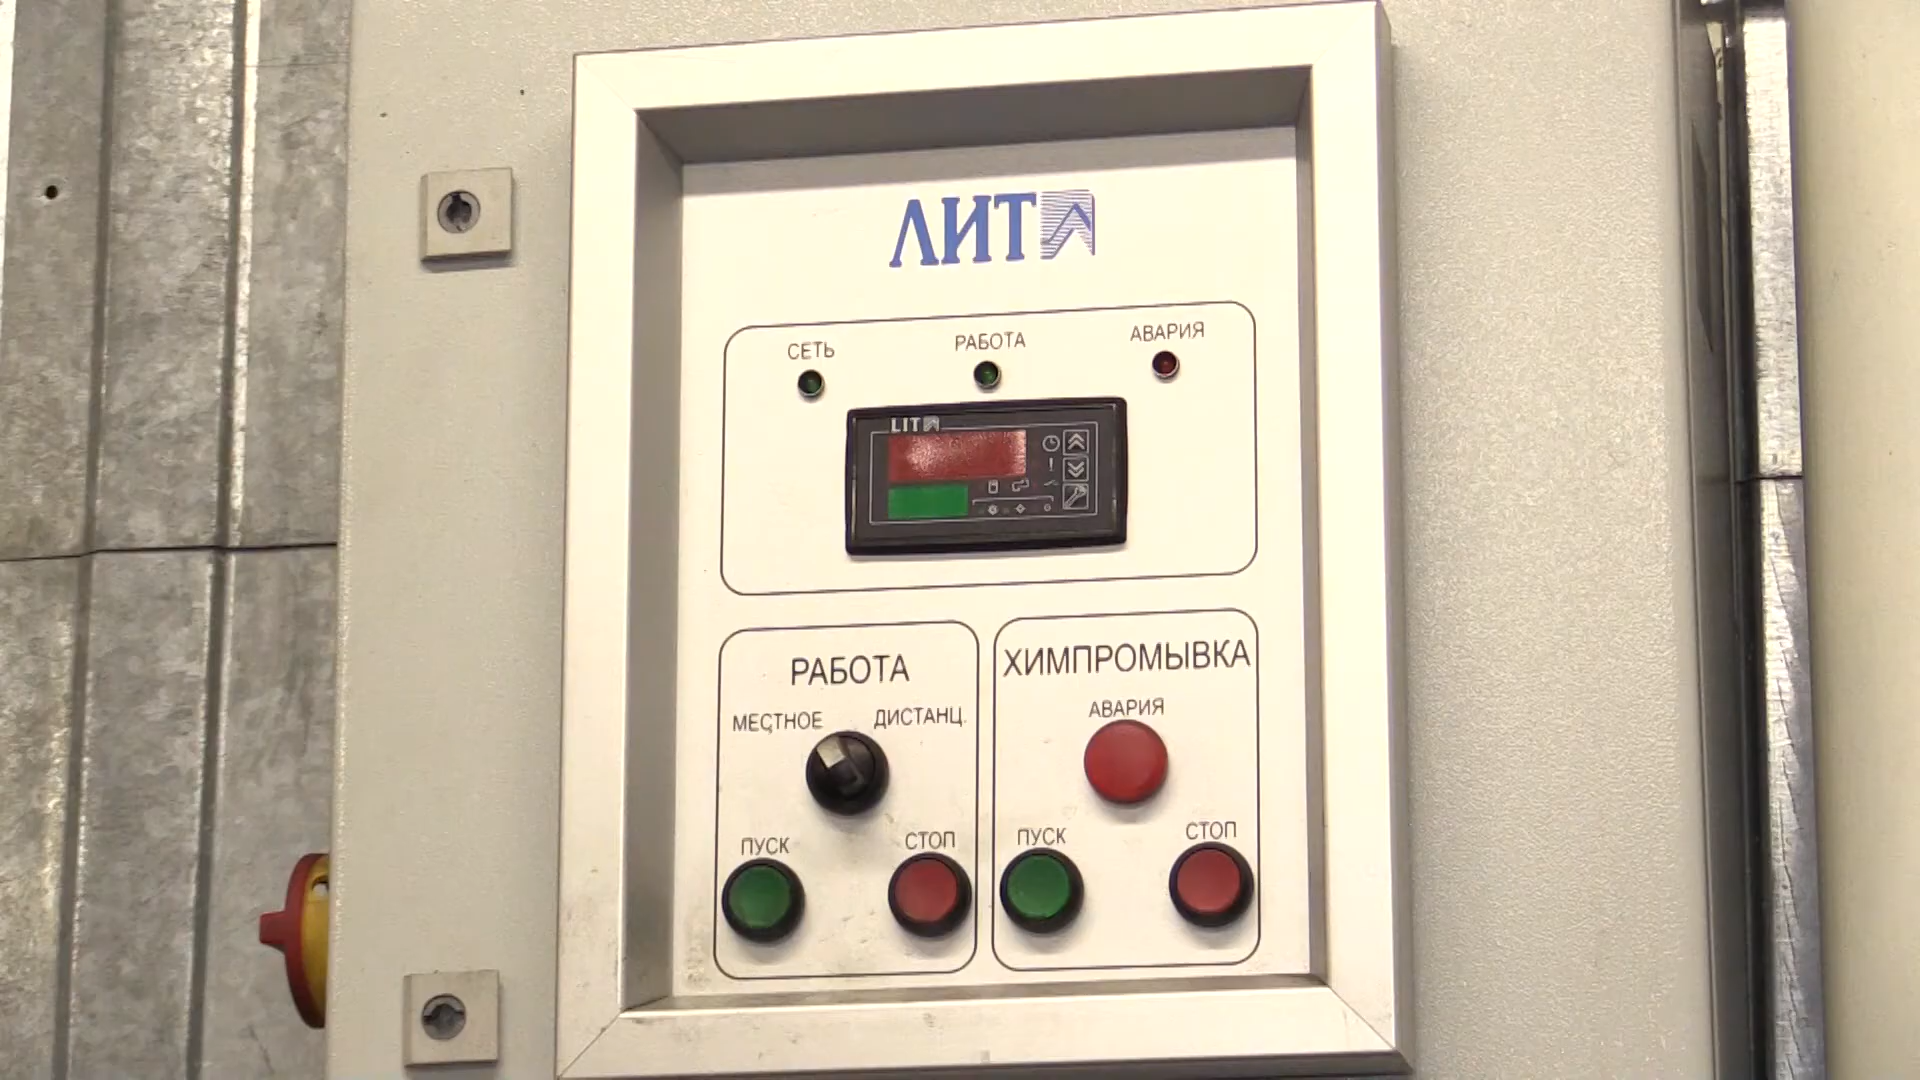 ЛИТ
СЕТЬ
РАБОТА
АВАРИЯ
LIT
РАБОТА
МЕСТНОЕ
ДИСТАНЦ.
ПУСК
СТОП
ХИМПРОМЫВКА
АВАРИЯ
ПУСК
СТОП